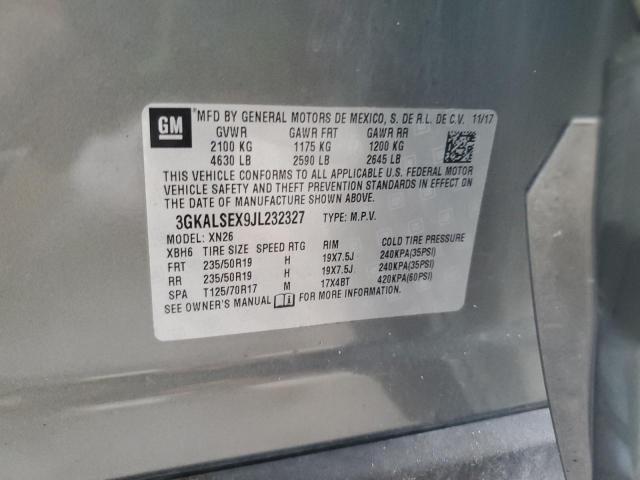 GM
*MFD BY GENERAL MOTORS DE MEXICO, S. DE R.L. DE C.V. 11/17
GVWR GAWR FRT GAWR RR
2100 KG 1175 KG 1200 KG
4630 LB 2590 LB 2645 LB
THIS VEHICLE CONFORMS TO ALL APPLICABLE U.S. FEDERAL MOTOR
VEHICLE SAFETY AND THEFT PREVENTION STANDARDS IN EFFECT ON
THE DATE OF MANUFACTURE SHOWN ABOVE.
3GKALSEX9JL232327 TYPE: M.P.V.
MODEL: XN26
XBH6 TIRE SIZE SPEED RTG RIM COLD TIRE PRESSURE
FRT 235/50R19 H 19X7.5J 240KPA(35PSI)
RR 235/50R19 H 19X7.5J 240KPA(35PSI)
SPA T125/70R17 M 17X4BT 420KPA(60PSI)
SEE OWNER'S MANUAL FOR MORE INFORMATION.